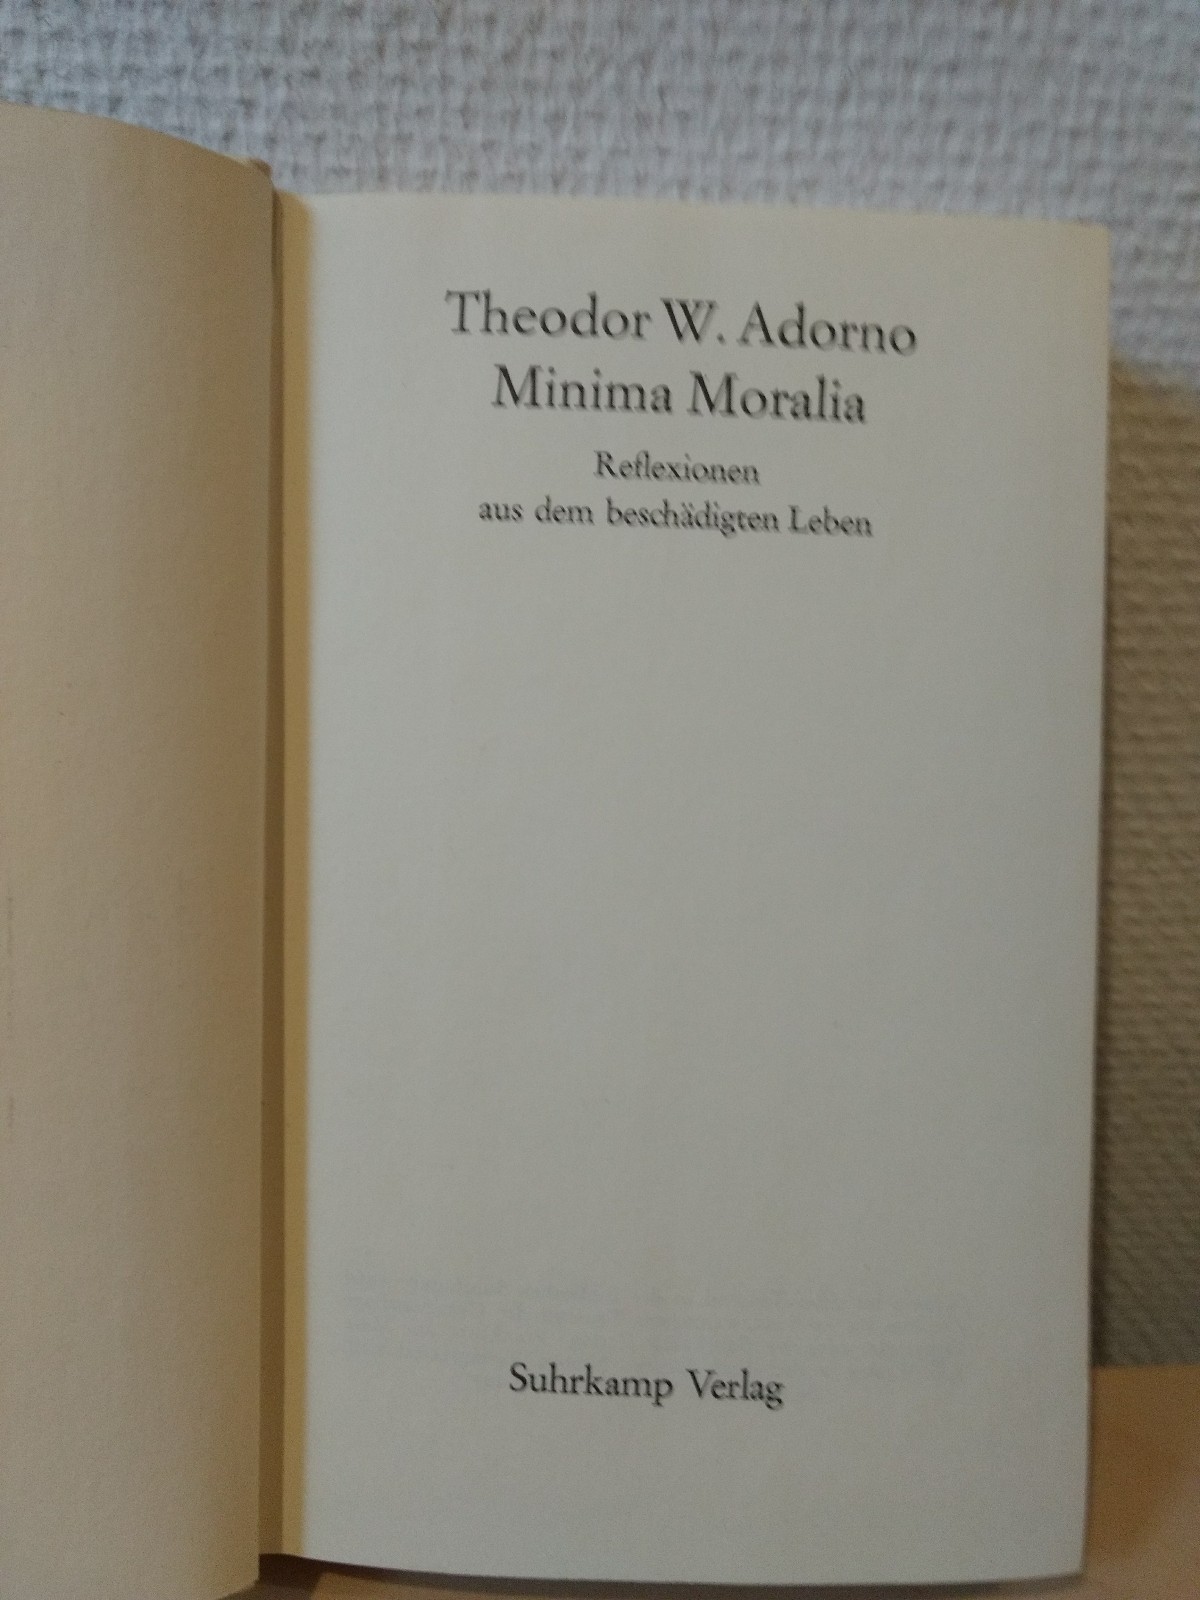 Theodor W. Adorno
Minima Moralia
Reflexionen
aus dem beschädigten Leben
Suhrkamp Verlag